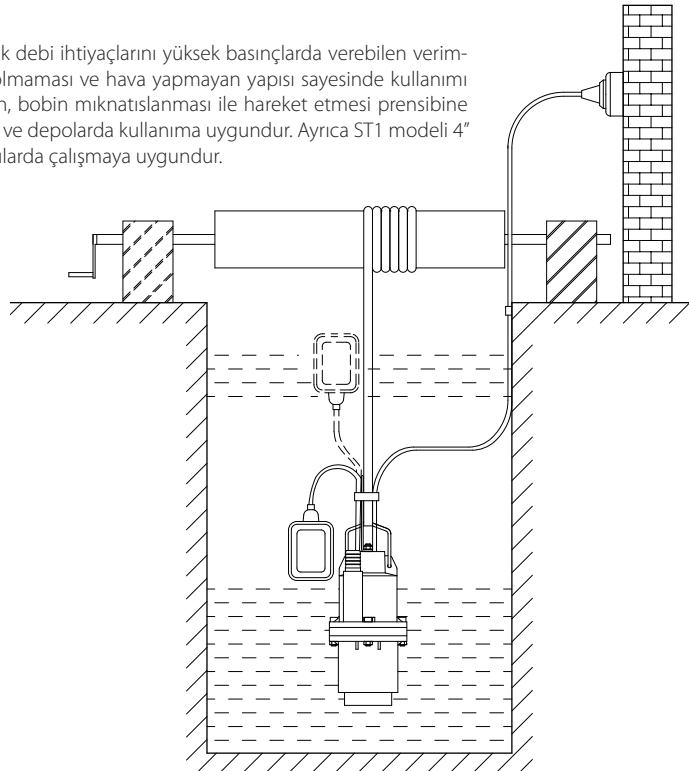 k debi ihtiyaçlarını yüksek basınçlarda verebilen verim-
olmaması ve hava yapmayan yapısı sayesinde kullanımı
n, bobin mıknatıslanması ile hareket etmesi prensibine
ve depolarda kullanıma uygundur. Ayrıca ST1 modeli 4”
ularda çalışmaya uygundur.